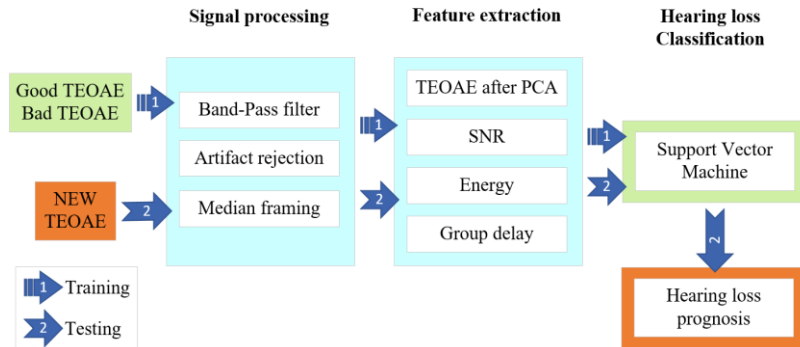 Signal processing
Feature extraction
Hearing loss
Classification
Good TEOAE
Bad TEOAE
1
Band-Pass filter
Artifact rejection
Median framing
1
TEOAE after PCA
SNR
Energy
Group delay
1
Support Vector
Machine
NEW
TEOAE
2
2
2
2
Hearing loss
prognosis
1 Training
2 Testing